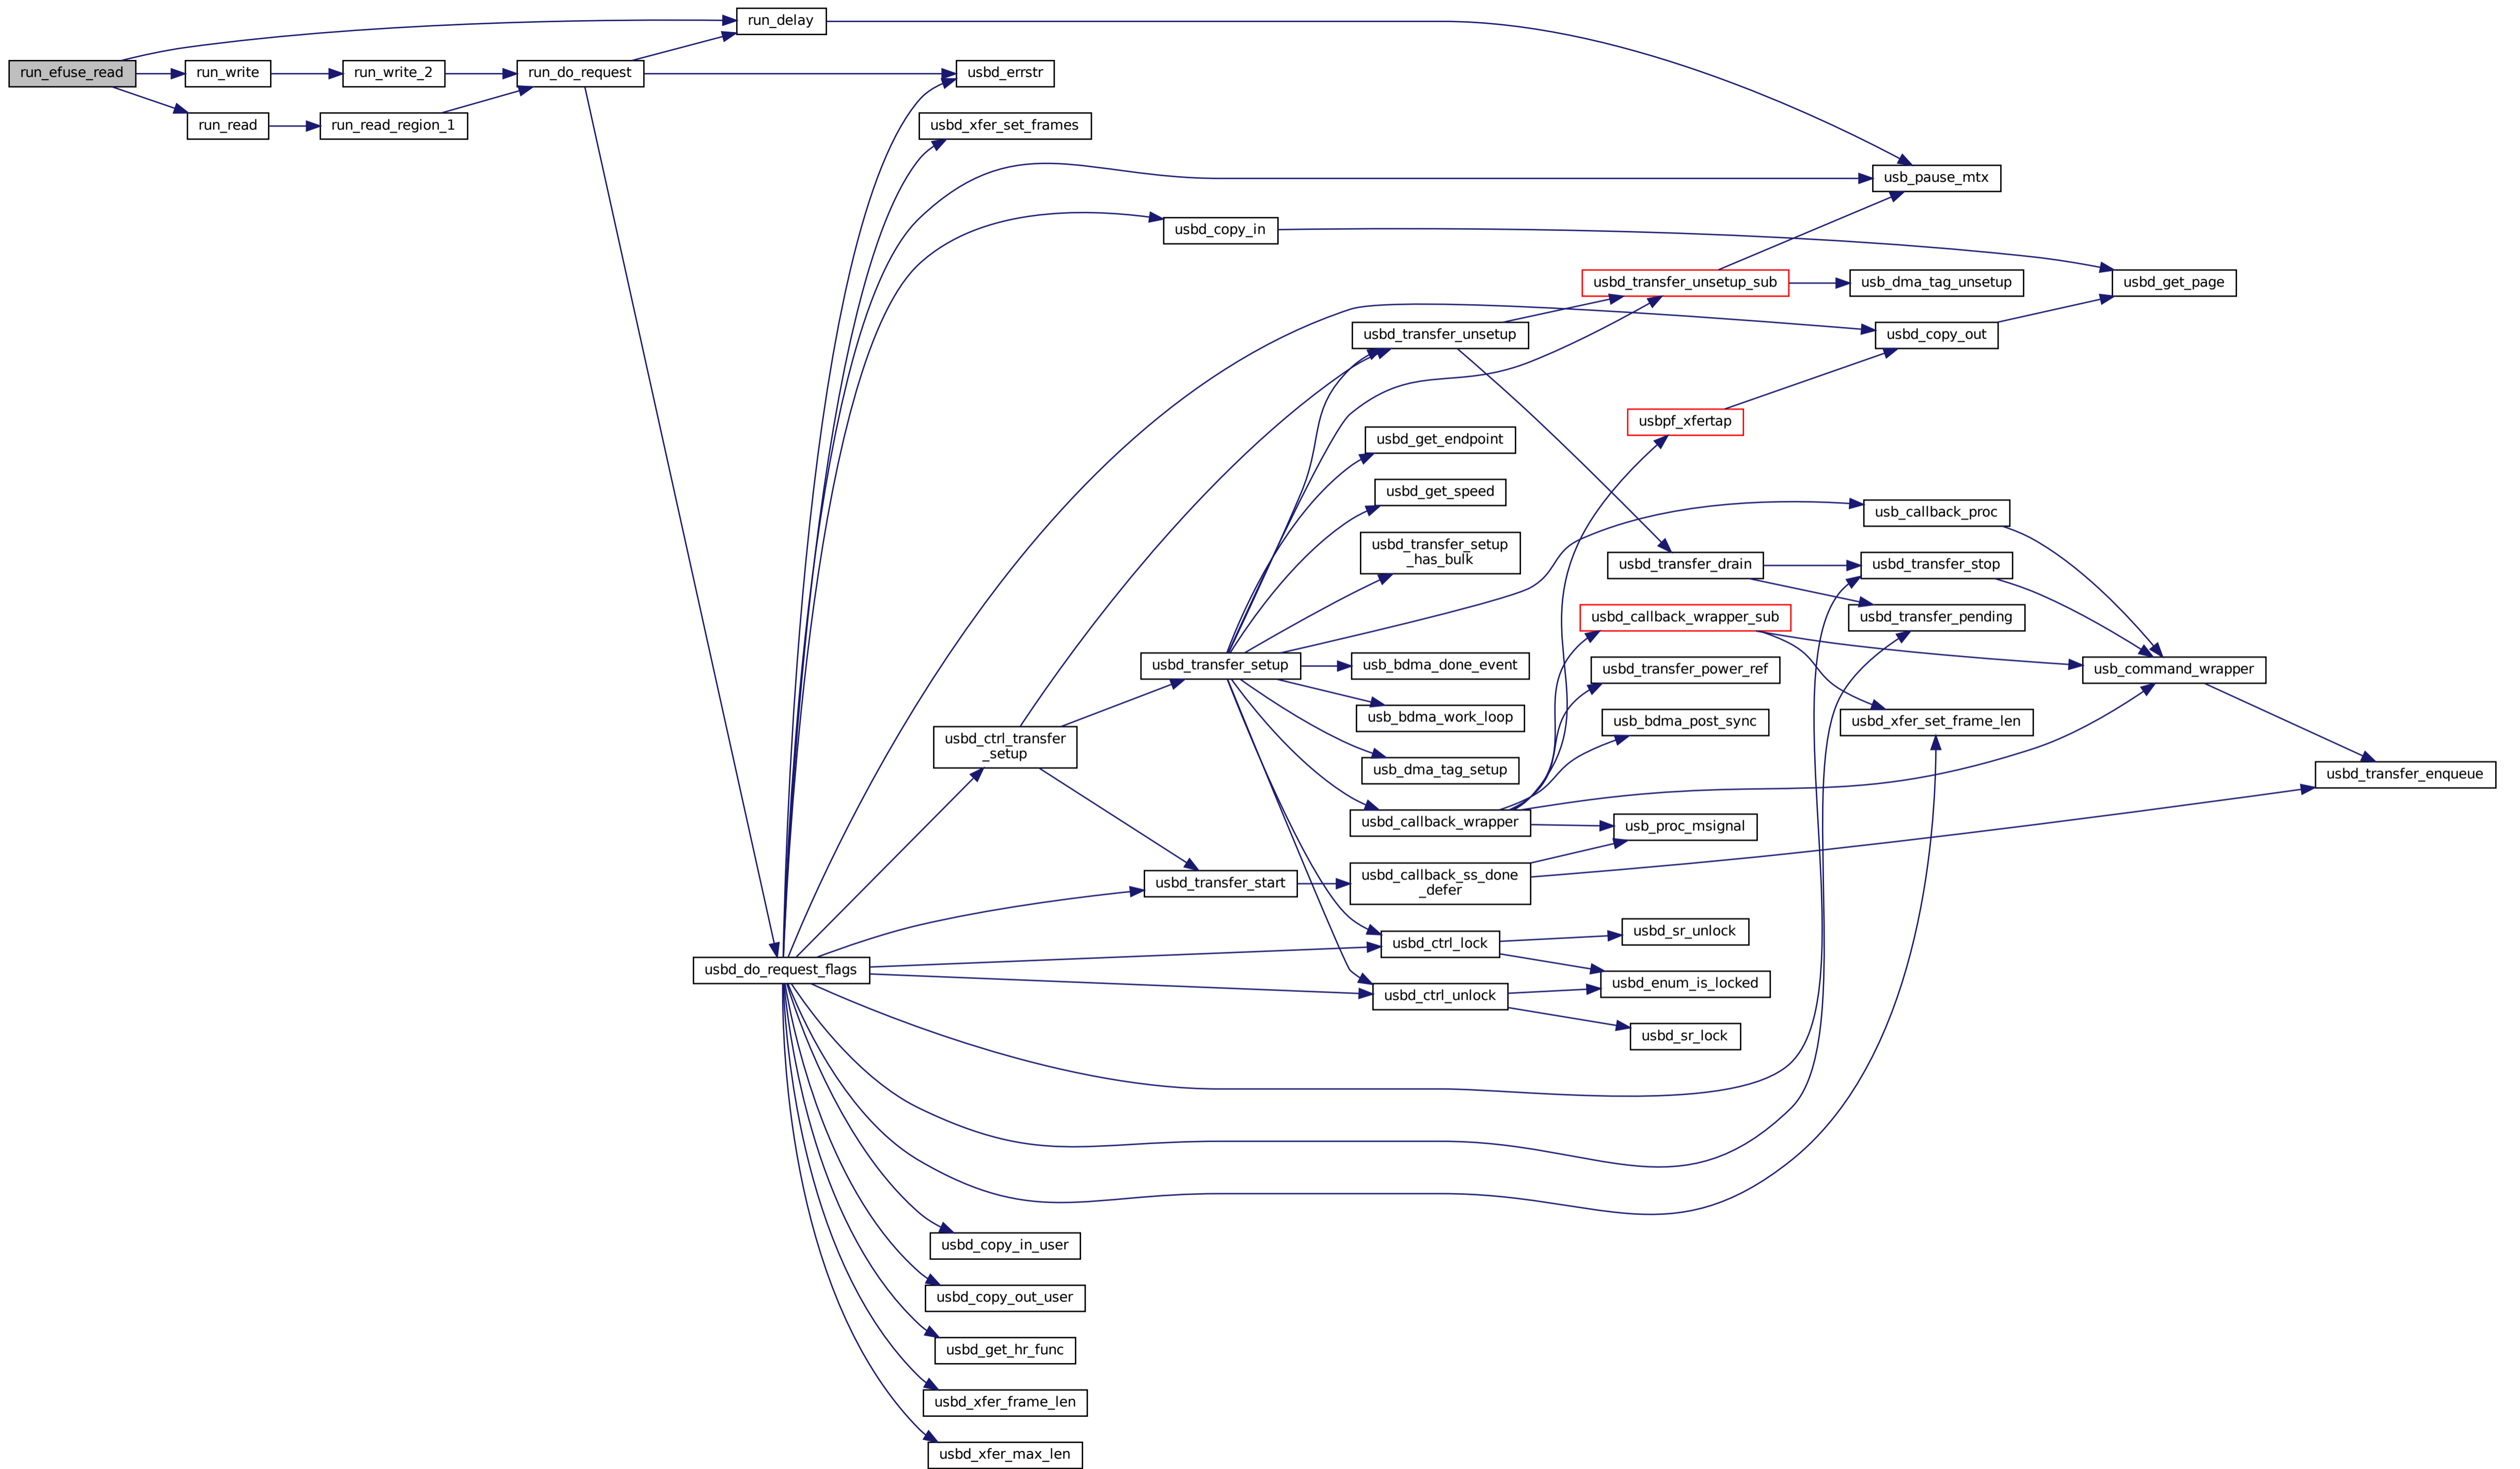 run_efuse_read
run_delay
run_write
run_write_2
run_do_request
usbd_errstr
run_read
run_read_region_1
usbd_xfer_set_frames
usb_pause_mtx
usbd_copy_in
usbd_transfer_unsetup_sub
usb_dma_tag_unsetup
usbd_get_page
usbd_transfer_unsetup
usbd_copy_out
usbpf_xfertap
usbd_get_endpoint
usbd_get_speed
usb_callback_proc
usbd_transfer_setup
_has_bulk
usbd_transfer_drain
usbd_transfer_stop
usbd_callback_wrapper_sub
usbd_transfer_pending
usbd_transfer_setup
usb_bdma_done_event
usbd_transfer_power_ref
usb_command_wrapper
usb_bdma_work_loop
usb_bdma_post_sync
usbd_xfer_set_frame_len
usbd_ctrl_transfer
_setup
usb_dma_tag_setup
usbd_transfer_enqueue
usbd_callback_wrapper
usb_proc_msignal
usbd_transfer_start
usbd_callback_ss_done
_defer
usbd_ctrl_lock
usbd_sr_unlock
usbd_do_request_flags
usbd_enum_is_locked
usbd_ctrl_unlock
usbd_sr_lock
usbd_copy_in_user
usbd_copy_out_user
usbd_get_hr_func
usbd_xfer_frame_len
usbd_xfer_max_len